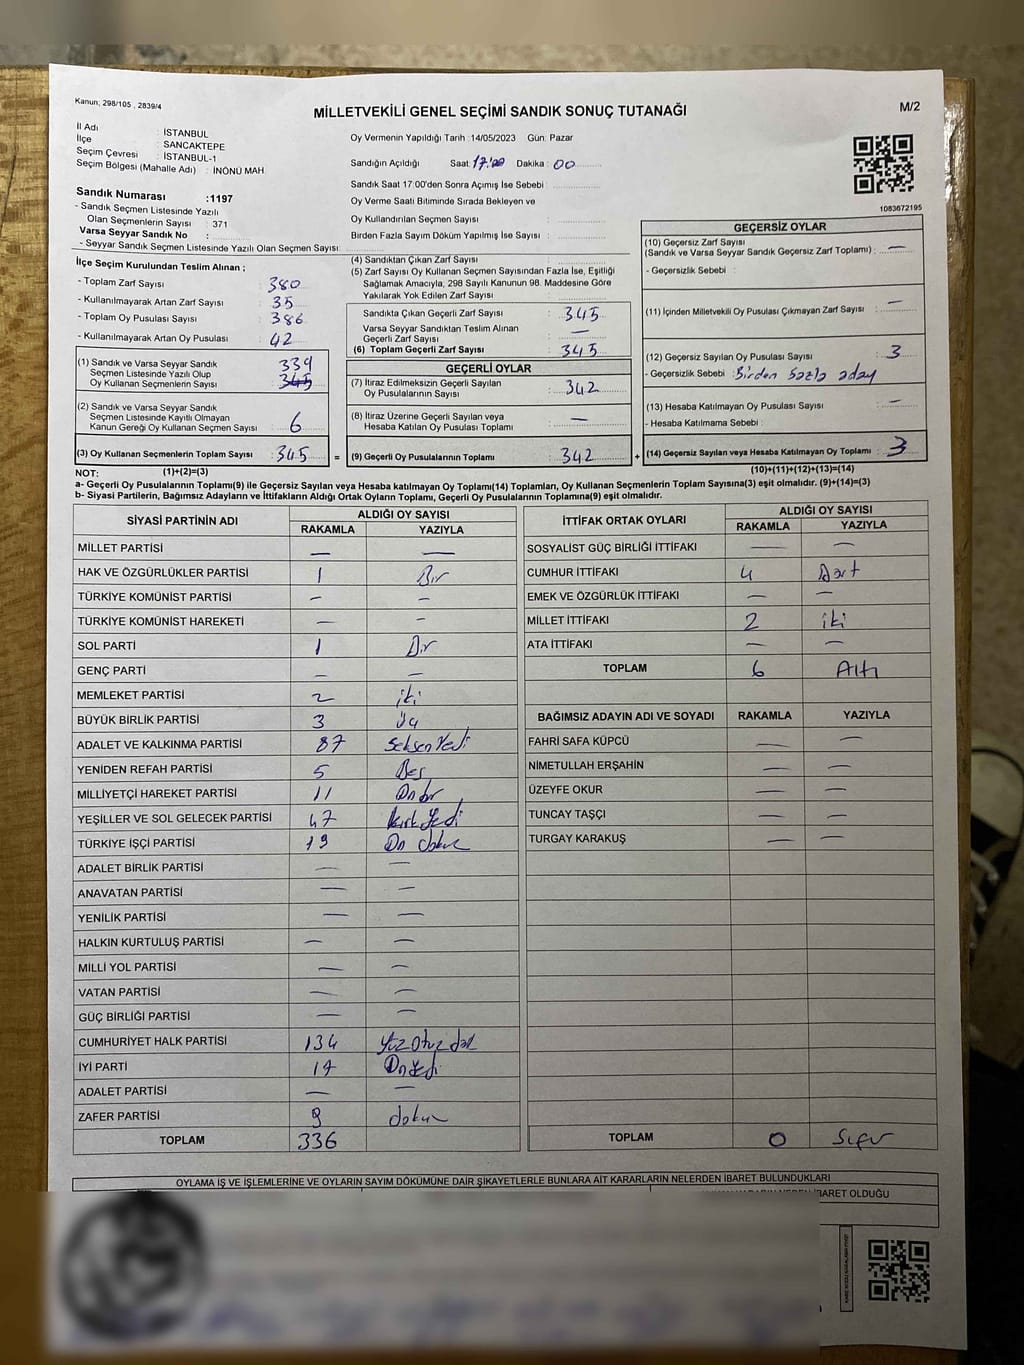 Kanun; 298/105 , 2839/4
MİLLETVEKİLİ GENEL SEÇİMİ SANDIK SONUÇ TUTANAĞI
M/2
İl Adı : İSTANBUL
İlçe : SANCAKTEPE
Seçim Çevresi : İSTANBUL-1
Seçim Bölgesi (Mahalle Adı) : İNÖNÜ MAH
Sandık Numarası :1197
- Sandık Seçmen Listesinde Yazılı
Olan Seçmenlerin Sayısı : 371
Varsa Seyyar Sandık No :
- Seyyar Sandık Seçmen Listesinde Yazılı Olan Seçmen Sayısı :
Oy Vermenin Yapıldığı Tarih :14/05/2023 Gün: Pazar
Sandığın Açıldığı Saat: 17:00 Dakika : 00
Sandık Saat 17:00'den Sonra Açımış İse Sebebi :
Oy Verme Saati Bitiminde Sırada Bekleyen ve
Oy Kullandırılan Seçmen Sayısı :
Birden Fazla Sayım Döküm Yapılmış İse Sayısı :
1083672195
İlçe Seçim Kurulundan Teslim Alınan ;
- Toplam Zarf Sayısı : 380
- Kullanılmayarak Artan Zarf Sayısı : 35
- Toplam Oy Pusulası Sayısı : 386
- Kullanılmayarak Artan Oy Pusulası : 42
(1) Sandık ve Varsa Seyyar Sandık
Seçmen Listesinde Yazılı Olup
Oy Kullanan Seçmenlerin Sayısı : 339
345
(2) Sandık ve Varsa Seyyar Sandık
Seçmen Listesinde Kayıtlı Olmayan
Kanun Gereği Oy Kullanan Seçmen Sayısı : 6
(3) Oy Kullanan Seçmenlerin Toplam Sayısı : 345 =
(4) Sandıktan Çıkan Zarf Sayısı :
(5) Zarf Sayısı Oy Kullanan Seçmen Sayısından Fazla İse, Eşitliği
Sağlamak Amacıyla, 298 Sayılı Kanunun 98. Maddesine Göre
Yakılarak Yok Edilen Zarf Sayısı :
Sandıkta Çıkan Geçerli Zarf Sayısı : 345
Varsa Seyyar Sandıktan Teslim Alınan
Geçerli Zarf Sayısı : —
(6) Toplam Geçerli Zarf Sayısı : 345
GEÇERLİ OYLAR
(7) İtiraz Edilmeksizin Geçerli Sayılan
Oy Pusulalarının Sayısı : 342
(8) İtiraz Üzerine Geçerli Sayılan veya
Hesaba Katılan Oy Pusulası Toplamı : —
(9) Geçerli Oy Pusulalarının Toplamı : 342 +
GEÇERSİZ OYLAR
(10) Geçersiz Zarf Sayısı
(Sandık ve Varsa Seyyar Sandık Geçersiz Zarf Toplamı) : —
- Geçersizlik Sebebi :
(11) İçinden Milletvekili Oy Pusulası Çıkmayan Zarf Sayısı : —
(12) Geçersiz Sayılan Oy Pusulası Sayısı : 3
- Geçersizlik Sebebi : Birden fazla aday
(13) Hesaba Katılmayan Oy Pusulası Sayısı : —
- Hesaba Katılmama Sebebi :
(14) Geçersiz Sayılan veya Hesaba Katılmayan Oy Toplamı : 3
NOT: (1)+(2)=(3) (10)+(11)+(12)+(13)=(14)
a- Geçerli Oy Pusulalarının Toplamı(9) ile Geçersiz Sayılan veya Hesaba katılmayan Oy Toplamı(14) Toplamları, Oy Kullanan Seçmenlerin Toplam Sayısına(3) eşit olmalıdır. (9)+(14)=(3)
b- Siyasi Partilerin, Bağımsız Adayların ve İttifakların Aldığı Ortak Oyların Toplamı, Geçerli Oy Pusulalarının Toplamına(9) eşit olmalıdır.
SİYASİ PARTİNİN ADI ALDIĞI OY SAYISI
RAKAMLA YAZIYLA
MİLLET PARTİSİ — —
HAK VE ÖZGÜRLÜKLER PARTİSİ 1 Bir
TÜRKİYE KOMÜNİST PARTİSİ — —
TÜRKİYE KOMÜNİST HAREKETİ — —
SOL PARTİ 1 Bir
GENÇ PARTİ — —
MEMLEKET PARTİSİ 2 iki
BÜYÜK BİRLİK PARTİSİ 3 üç
ADALET VE KALKINMA PARTİSİ 87 Seksen Yedi
YENİDEN REFAH PARTİSİ 5 Beş
MİLLİYETÇİ HAREKET PARTİSİ 11 Onbir
YEŞİLLER VE SOL GELECEK PARTİSİ 47 Kırk Yedi
TÜRKİYE İŞÇİ PARTİSİ 19 On dokuz
ADALET BİRLİK PARTİSİ — —
ANAVATAN PARTİSİ — —
YENİLİK PARTİSİ — —
HALKIN KURTULUŞ PARTİSİ — —
MİLLİ YOL PARTİSİ — —
VATAN PARTİSİ — —
GÜÇ BİRLİĞİ PARTİSİ — —
CUMHURİYET HALK PARTİSİ 134 Yüz Otuz dört
İYİ PARTİ 17 On Yedi
ADALET PARTİSİ — —
ZAFER PARTİSİ 9 dokuz
TOPLAM 336
İTTİFAK ORTAK OYLARI ALDIĞI OY SAYISI
RAKAMLA YAZIYLA
SOSYALİST GÜÇ BİRLİĞİ İTTİFAKI — —
CUMHUR İTTİFAKI 4 Dört
EMEK VE ÖZGÜRLÜK İTTİFAKI — —
MİLLET İTTİFAKI 2 iki
ATA İTTİFAKI — —
TOPLAM 6 Altı
BAĞIMSIZ ADAYIN ADI VE SOYADI RAKAMLA YAZIYLA
FAHRİ SAFA KÜPCÜ — —
NİMETULLAH ERŞAHİN — —
ÜZEYFE OKUR — —
TUNCAY TAŞÇI — —
TURGAY KARAKUŞ — —
TOPLAM 0 Sıfır
OYLAMA İŞ VE İŞLEMLERİNE VE OYLARIN SAYIM DÖKÜMÜNE DAİR ŞİKAYETLERLE BUNLARA AİT KARARLARIN NELERDEN İBARET BULUNDUKLARI
İBARET OLDUĞU